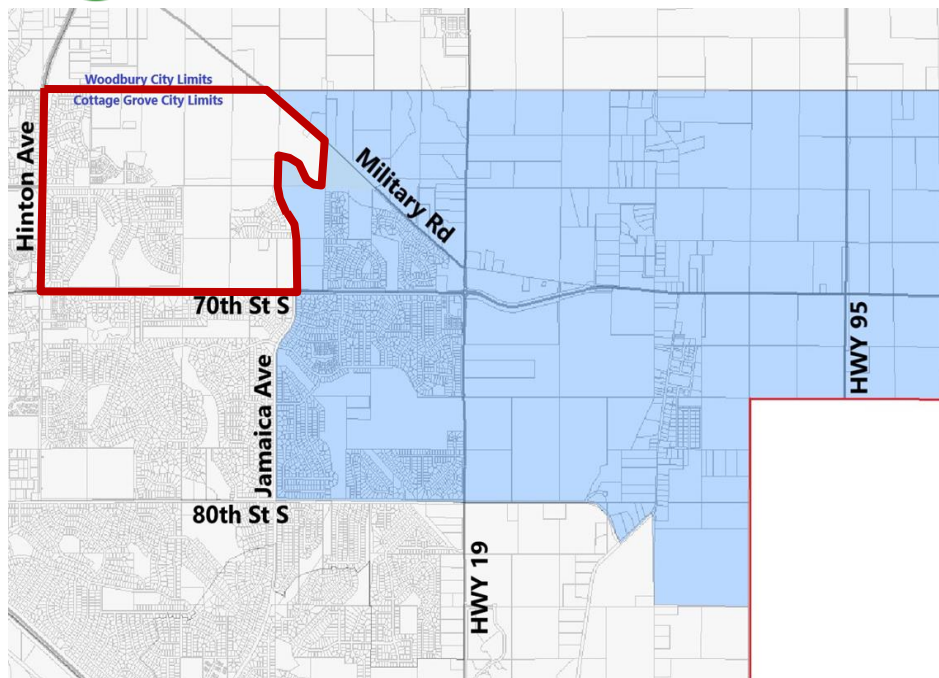 Woodbury City Limits
Cottage Grove City Limits
Hinton Ave
Military Rd
70th St S
HWY 95
Jamaica Ave
80th St S
HWY 19